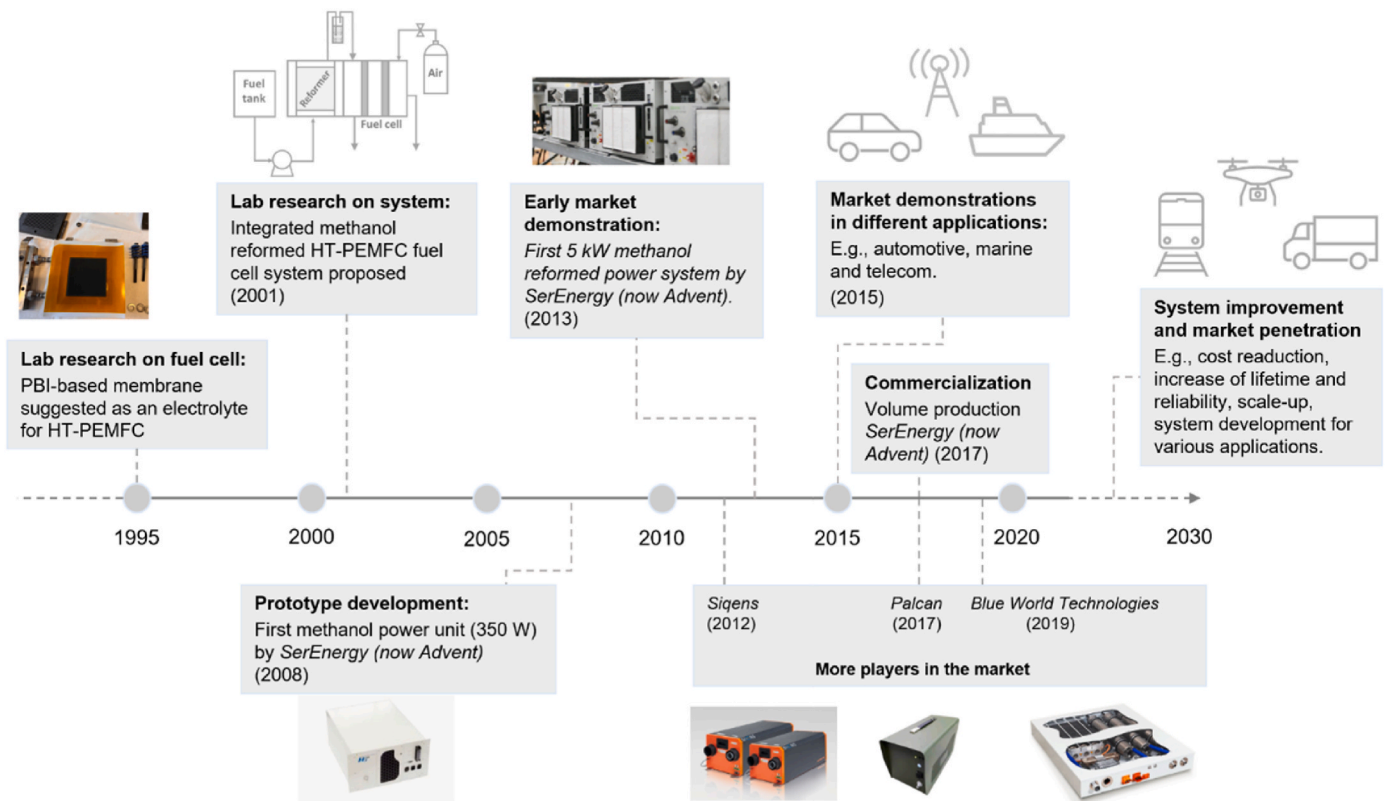 Fuel
tank
Reformer
Fuel cell
Air
Lab research on system:
Integrated methanol
reformed HT-PEMFC fuel
cell system proposed
(2001)
Early market
demonstration:
First 5 kW methanol
reformed power system by
SerEnergy (now Advent).
(2013)
Market demonstrations
in different applications:
E.g., automotive, marine
and telecom.
(2015)
System improvement
and market penetration
E.g., cost readuction,
increase of lifetime and
reliability, scale-up,
system development for
various applications.
Lab research on fuel cell:
PBI-based membrane
suggested as an electrolyte
for HT-PEMFC
Commercialization
Volume production
SerEnergy (now
Advent) (2017)
1995
2000
2005
2010
2015
2020
2030
Prototype development:
First methanol power unit (350 W)
by SerEnergy (now Advent)
(2008)
Siqens
(2012)
Palcan
(2017)
Blue World Technologies
(2019)
More players in the market